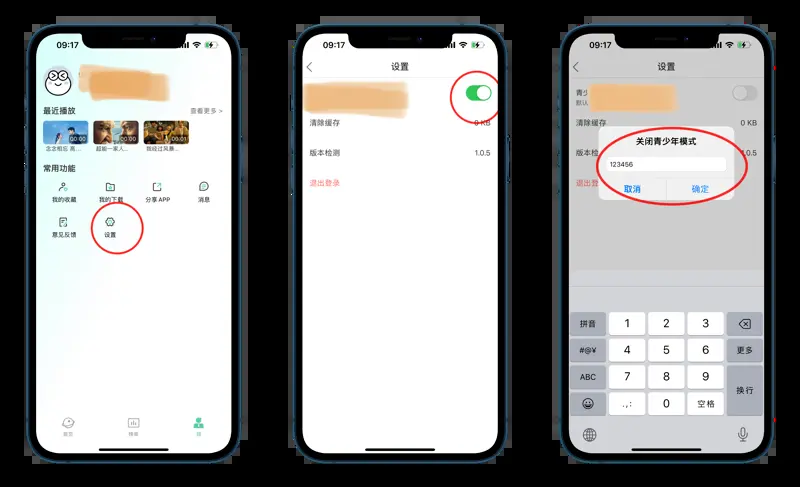 09:17
最近播放
查看更多 >
00:00
00:00
00:01
念念相忘 高...
超能一家人...
我经过风暴...
常用功能
我的收藏
我的下载
分享APP
消息
意见反馈
设置
我
09:17
设置
清除缓存
0 KB
版本检测
1.0.5
退出登录
09:17
设置
青少
默认
清除缓存
0 KB
版本检
1.0.5
退出登
关闭青少年模式
123456
取消
确定
拼音
1
2
3
#@¥
4
5
6
更多
ABC
7
8
9
换行
.,:
0
空格